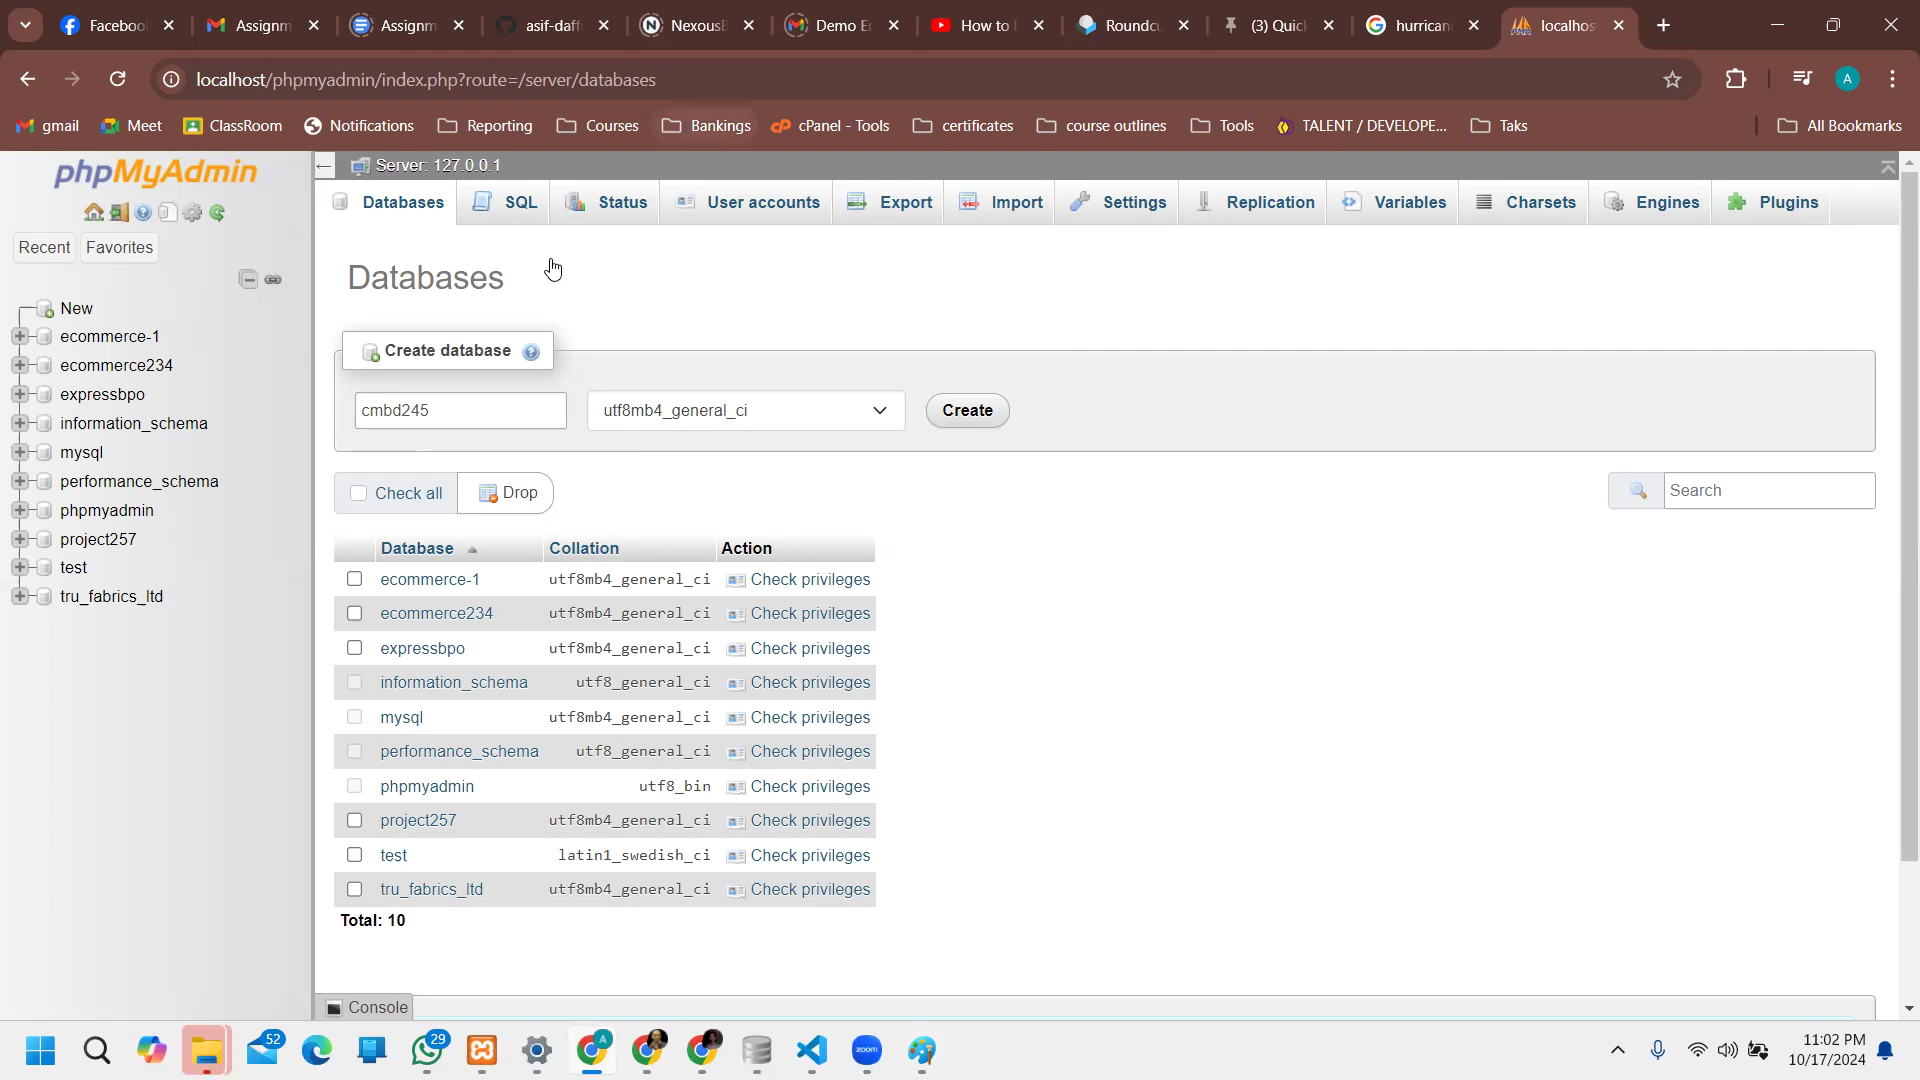 Faceboo
Assignm
Assignm
asif-daff
NexousB
Demo Er
How to
Roundcu
(3) Quick
hurrican
localhos
localhost/phpmyadmin/index.php?route=/server/databases
A
gmail
Meet
ClassRoom
Notifications
Reporting
Courses
Bankings
cPanel - Tools
certificates
course outlines
Tools
TALENT / DEVELOPE...
Taks
All Bookmarks
phpMyAdmin
Recent
Favorites
New
ecommerce-1
ecommerce234
expressbpo
information_schema
mysql
performance_schema
phpmyadmin
project257
test
tru_fabrics_ltd
Server: 127.0.0.1
Databases
SQL
Status
User accounts
Export
Import
Settings
Replication
Variables
Charsets
Engines
Plugins
Databases
Create database
cmbd245
utf8mb4_general_ci
Create
Check all
Drop
Search
Database Collation Action
ecommerce-1 utf8mb4_general_ci Check privileges
ecommerce234 utf8mb4_general_ci Check privileges
expressbpo utf8mb4_general_ci Check privileges
information_schema utf8_general_ci Check privileges
mysql utf8mb4_general_ci Check privileges
performance_schema utf8_general_ci Check privileges
phpmyadmin utf8_bin Check privileges
project257 utf8mb4_general_ci Check privileges
test latin1_swedish_ci Check privileges
tru_fabrics_ltd utf8mb4_general_ci Check privileges
Total: 10
Console
52
29
A
zoom
11:02 PM
10/17/2024